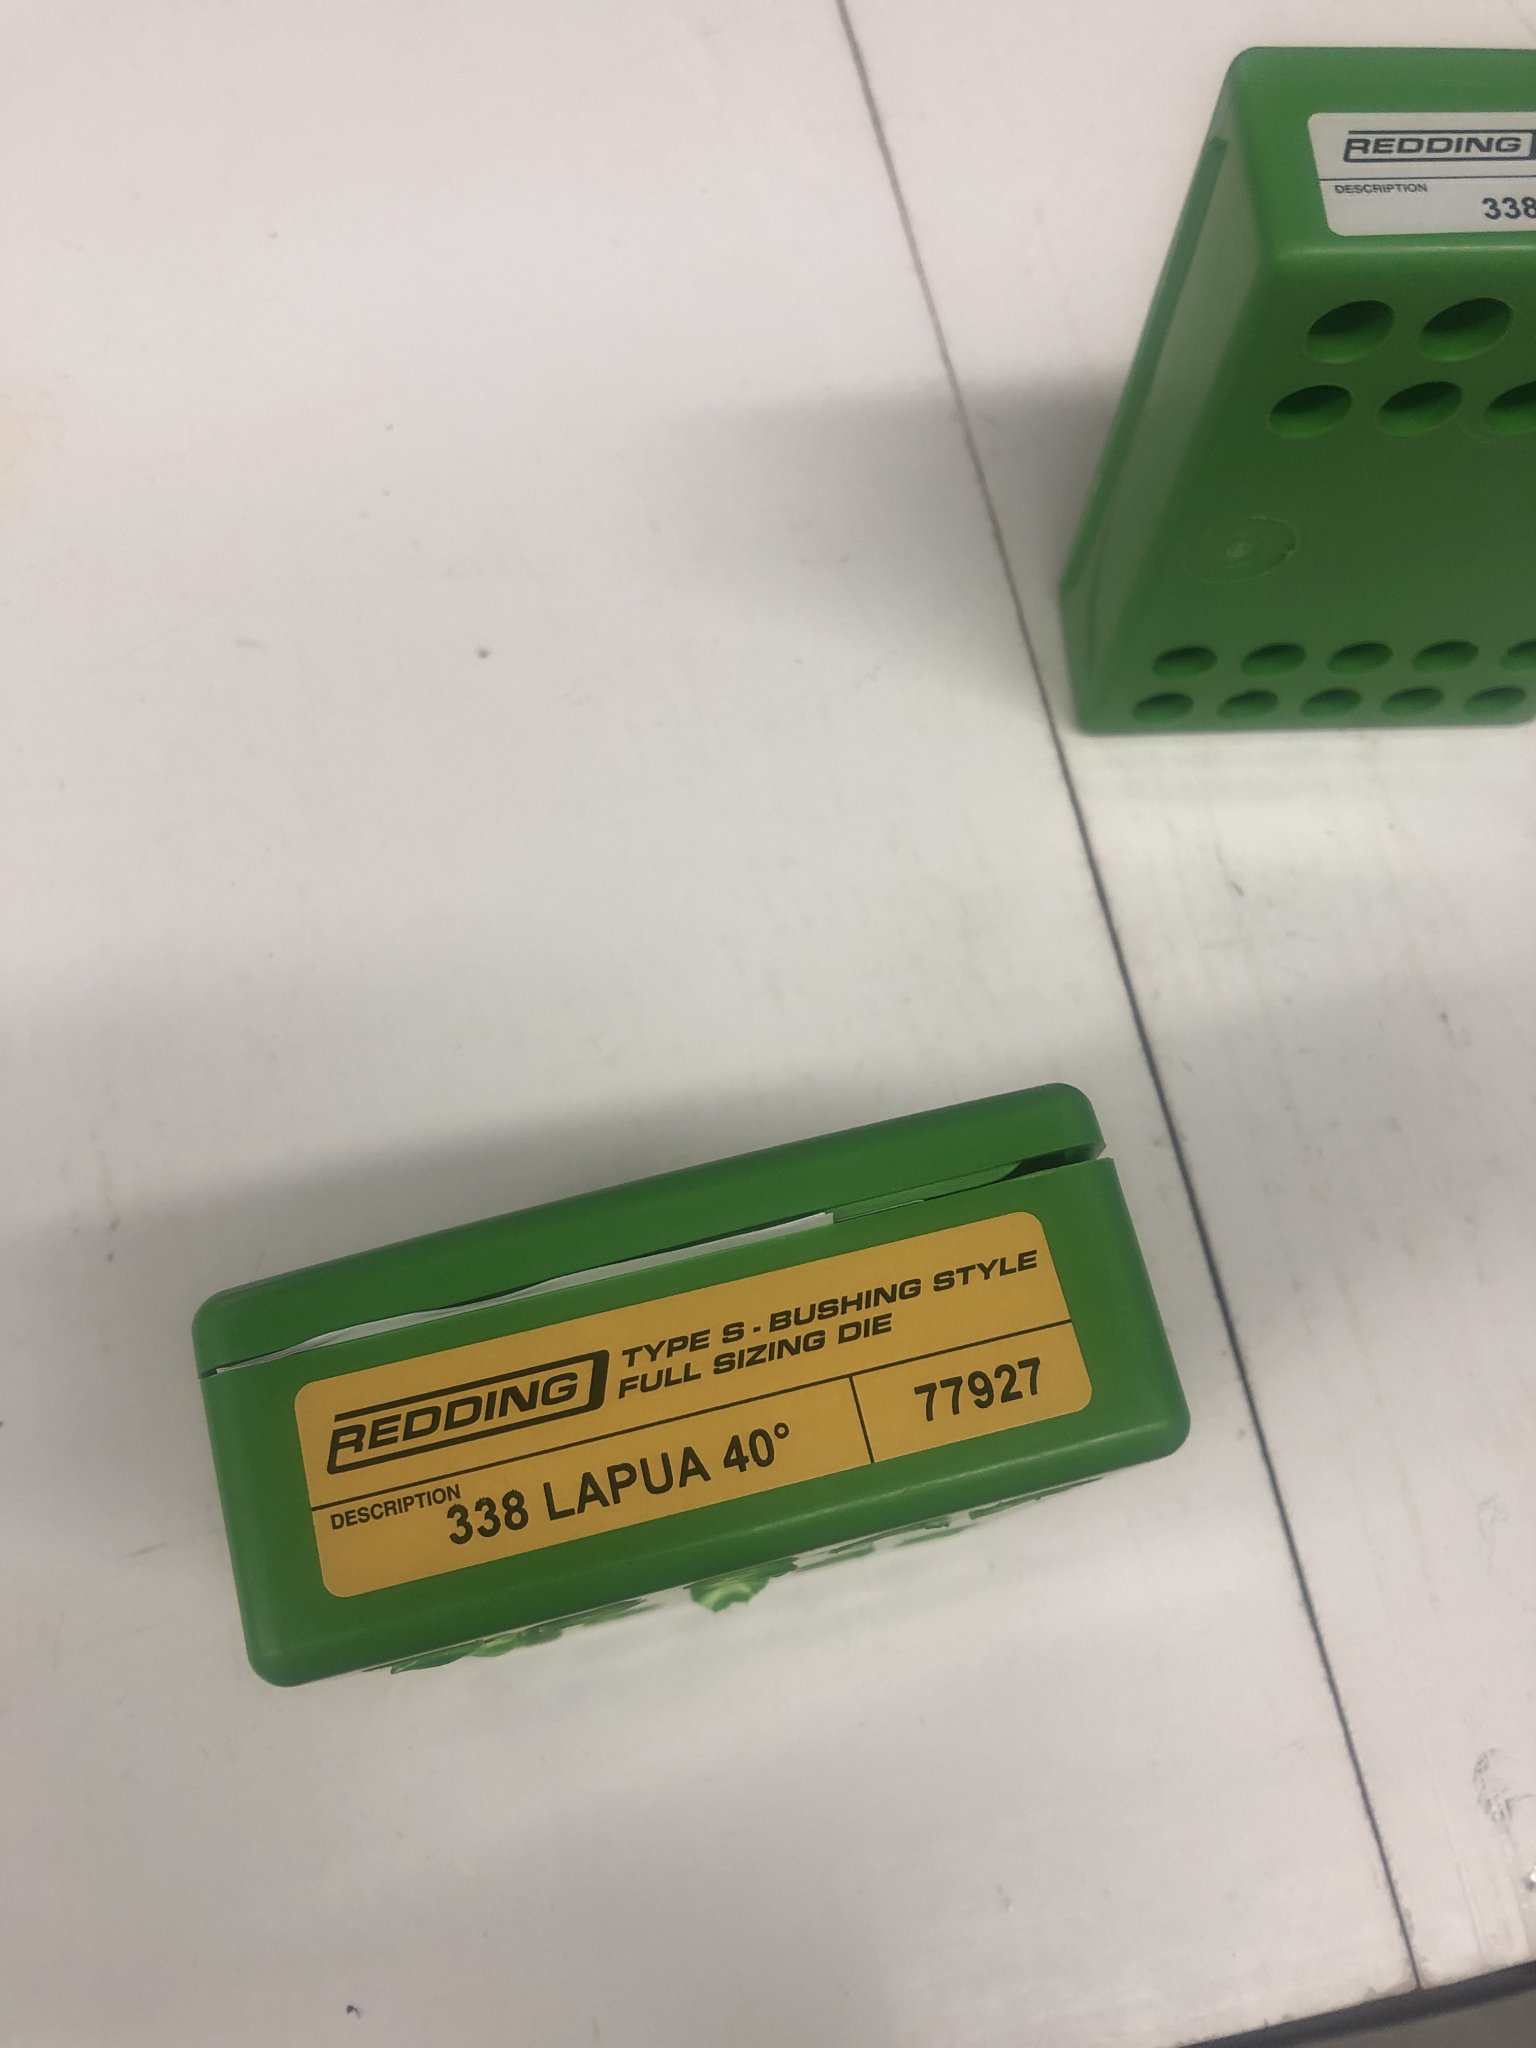 REDDING
DESCRIPTION
338
REDDING TYPE S - BUSHING STYLE
FULL SIZING DIE
DESCRIPTION 338 LAPUA 40° 77927